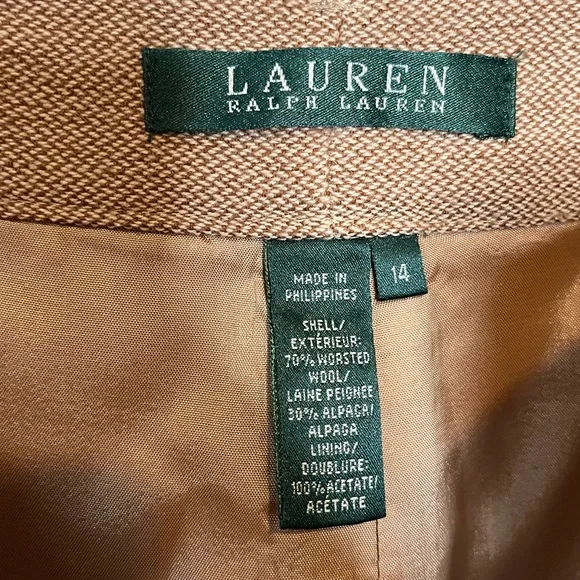 LAUREN
RALPH LAUREN
MADE IN
PHILIPPINES
14
SHELL/
EXTÉRIEUR:
70% WORSTED
WOOL/
LAINE PEIGNEE
30% ALPACA/
ALPAGA
LINING/
DOUBLURE:
100% ACETATE/
ACÉTATE